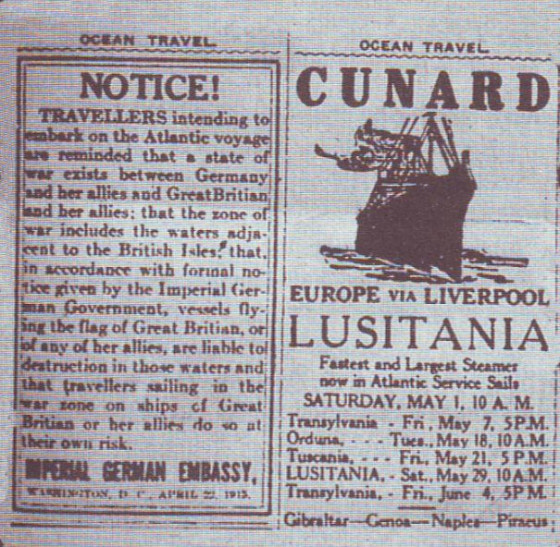 OCEAN TRAVEL.
NOTICE!
TRAVELLERS intending to
embark on the Atlantic voyage
are reminded that a state of
war exists between Germany
and her allies and Great Britian
and her allies; that the zone of
war includes the waters adja-
cent to the British Isles; that,
in accordance with formal no-
tice given by the Imperial Ger-
man Government, vessels fly-
ing the flag of Great Britian, or
of any of her allies, are liable to
destruction in those waters and
that travellers sailing in the
war zone on ships of Great
Britian or her allies do so at
their own risk.
IMPERIAL GERMAN EMBASSY,
WASHINGTON, D. C., APRIL 22, 1915.
OCEAN TRAVEL.
CUNARD
EUROPE VIA LIVERPOOL
LUSITANIA
Fastest and Largest Steamer
now in Atlantic Service Sails
SATURDAY, MAY 1, 10 A. M.
Transylvania - Fri., May 7, 5 P.M.
Orduna, - - - Tues., May 18, 10 A.M.
Tuscania, - - Fri., May 21, 5 P.M.
LUSITANIA, - Sat., May 29, 10 A.M.
Transylvania, - Fri., June 4, 5 P.M.
Gibraltar—Genoa—Naples—Piraeus